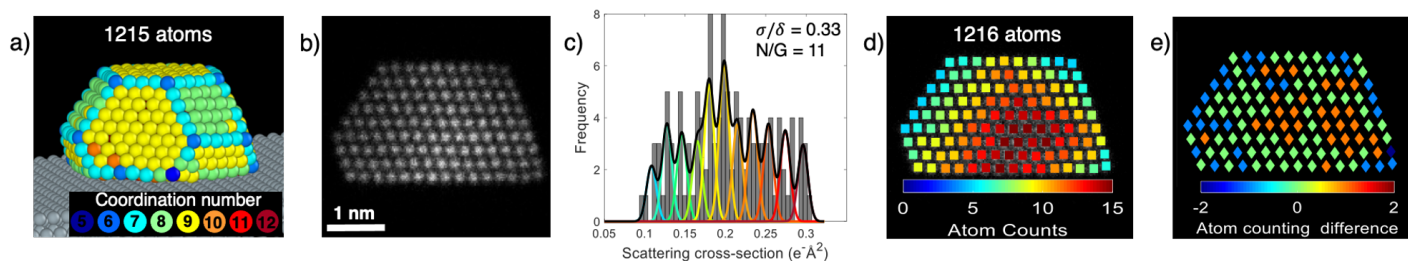 a)
1215 atoms
Coordination number
5 6 7 8 9 10 11 12
b)
1 nm
c)
σ/δ = 0.33
N/G = 11
Frequency
8
6
4
2
0
0.05 0.1 0.15 0.2 0.25 0.3
Scattering cross-section (e⁻Å²)
d)
1216 atoms
0 5 10 15
Atom Counts
e)
-2 0 2
Atom counting difference